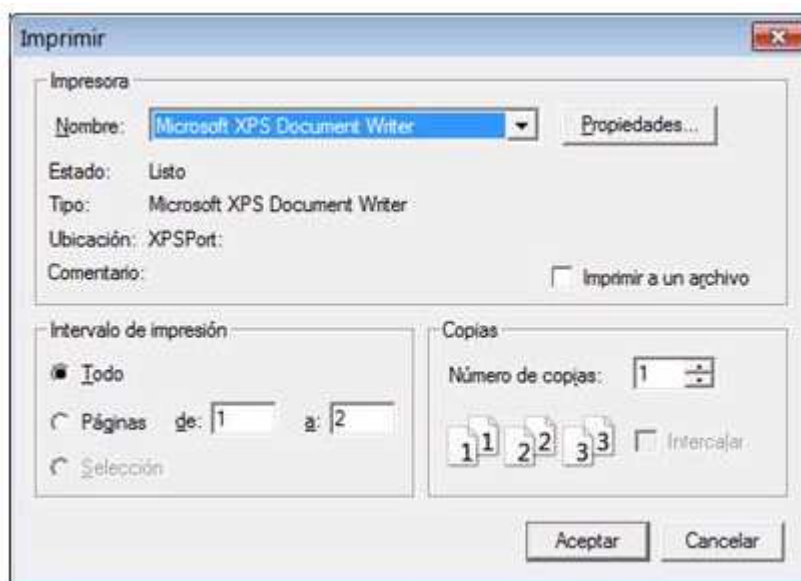 Imprimir
Impresora
Nombre: Microsoft XPS Document Writer Propiedades...
Estado: Listo
Tipo: Microsoft XPS Document Writer
Ubicación: XPSPort:
Comentario: Imprimir a un archivo
Intervalo de impresión
Todo
Páginas de: 1 a: 2
Selección
Copias
Número de copias: 1
1 1 2 2 3 3 Intercalar
Aceptar Cancelar